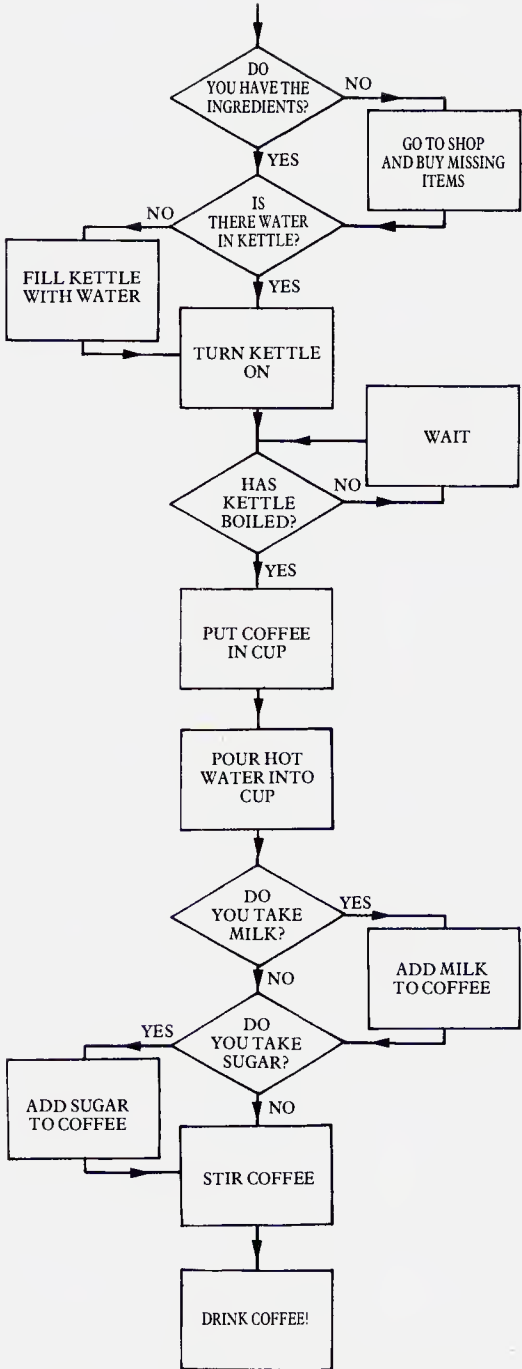 DO
YOU HAVE THE
INGREDIENTS?
NO
GO TO SHOP
AND BUY MISSING
ITEMS
YES
IS
THERE WATER
IN KETTLE?
NO
FILL KETTLE
WITH WATER
YES
TURN KETTLE
ON
WAIT
HAS
KETTLE
BOILED?
NO
YES
PUT COFFEE
IN CUP
POUR HOT
WATER INTO
CUP
DO
YOU TAKE
MILK?
YES
ADD MILK
TO COFFEE
NO
DO
YOU TAKE
SUGAR?
YES
ADD SUGAR
TO COFFEE
NO
STIR COFFEE
DRINK COFFEE!